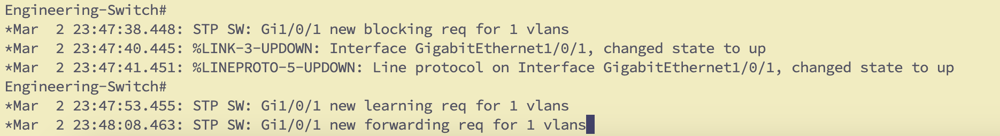 Engineering-Switch#
*Mar  2 23:47:38.448: STP SW: Gi1/0/1 new blocking req for 1 vlans
*Mar  2 23:47:40.445: %LINK-3-UPDOWN: Interface GigabitEthernet1/0/1, changed state to up
*Mar  2 23:47:41.451: %LINEPROTO-5-UPDOWN: Line protocol on Interface GigabitEthernet1/0/1, changed state to up
Engineering-Switch#
*Mar  2 23:47:53.455: STP SW: Gi1/0/1 new learning req for 1 vlans
*Mar  2 23:48:08.463: STP SW: Gi1/0/1 new forwarding req for 1 vlans